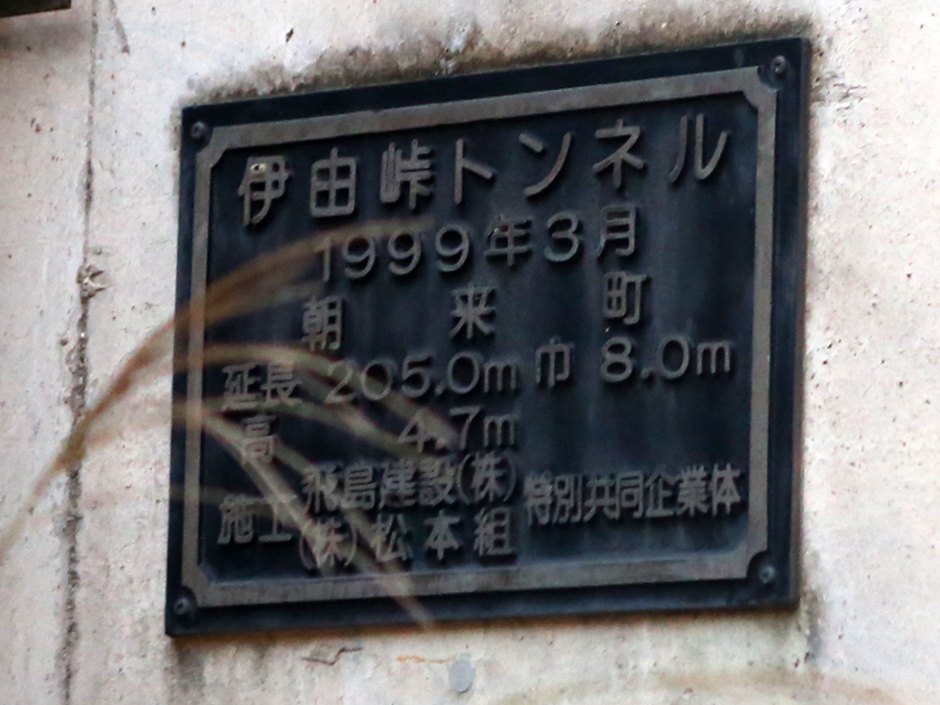 伊由峠トンネル
1999年3月
朝来町
延長 205.0m 巾 8.0m
高 4.7m
施工 飛島建設(株) 特別共同企業体
(株)松本組